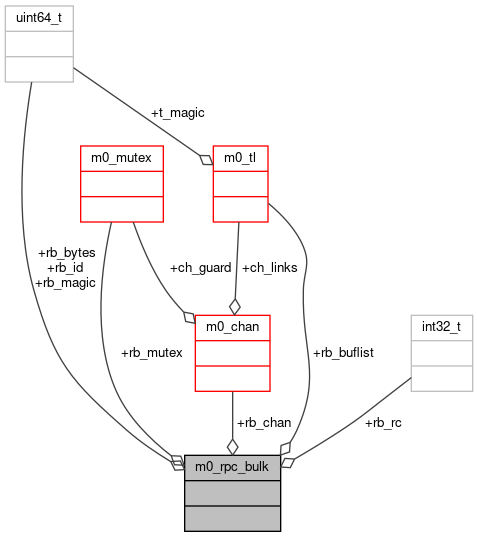 uint64_t
+t_magic
m0_mutex
m0_tl
+rb_bytes
+rb_id
+rb_magic
+ch_guard
+ch_links
m0_chan
int32_t
+rb_mutex
+rb_buflist
+rb_chan
+rb_rc
m0_rpc_bulk